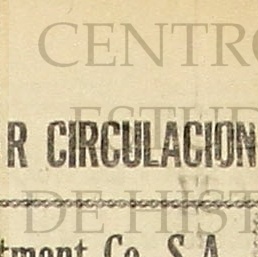 CENTRO
R CIRCULACION
ESTUD
DE HIST
tment Co. S.A.